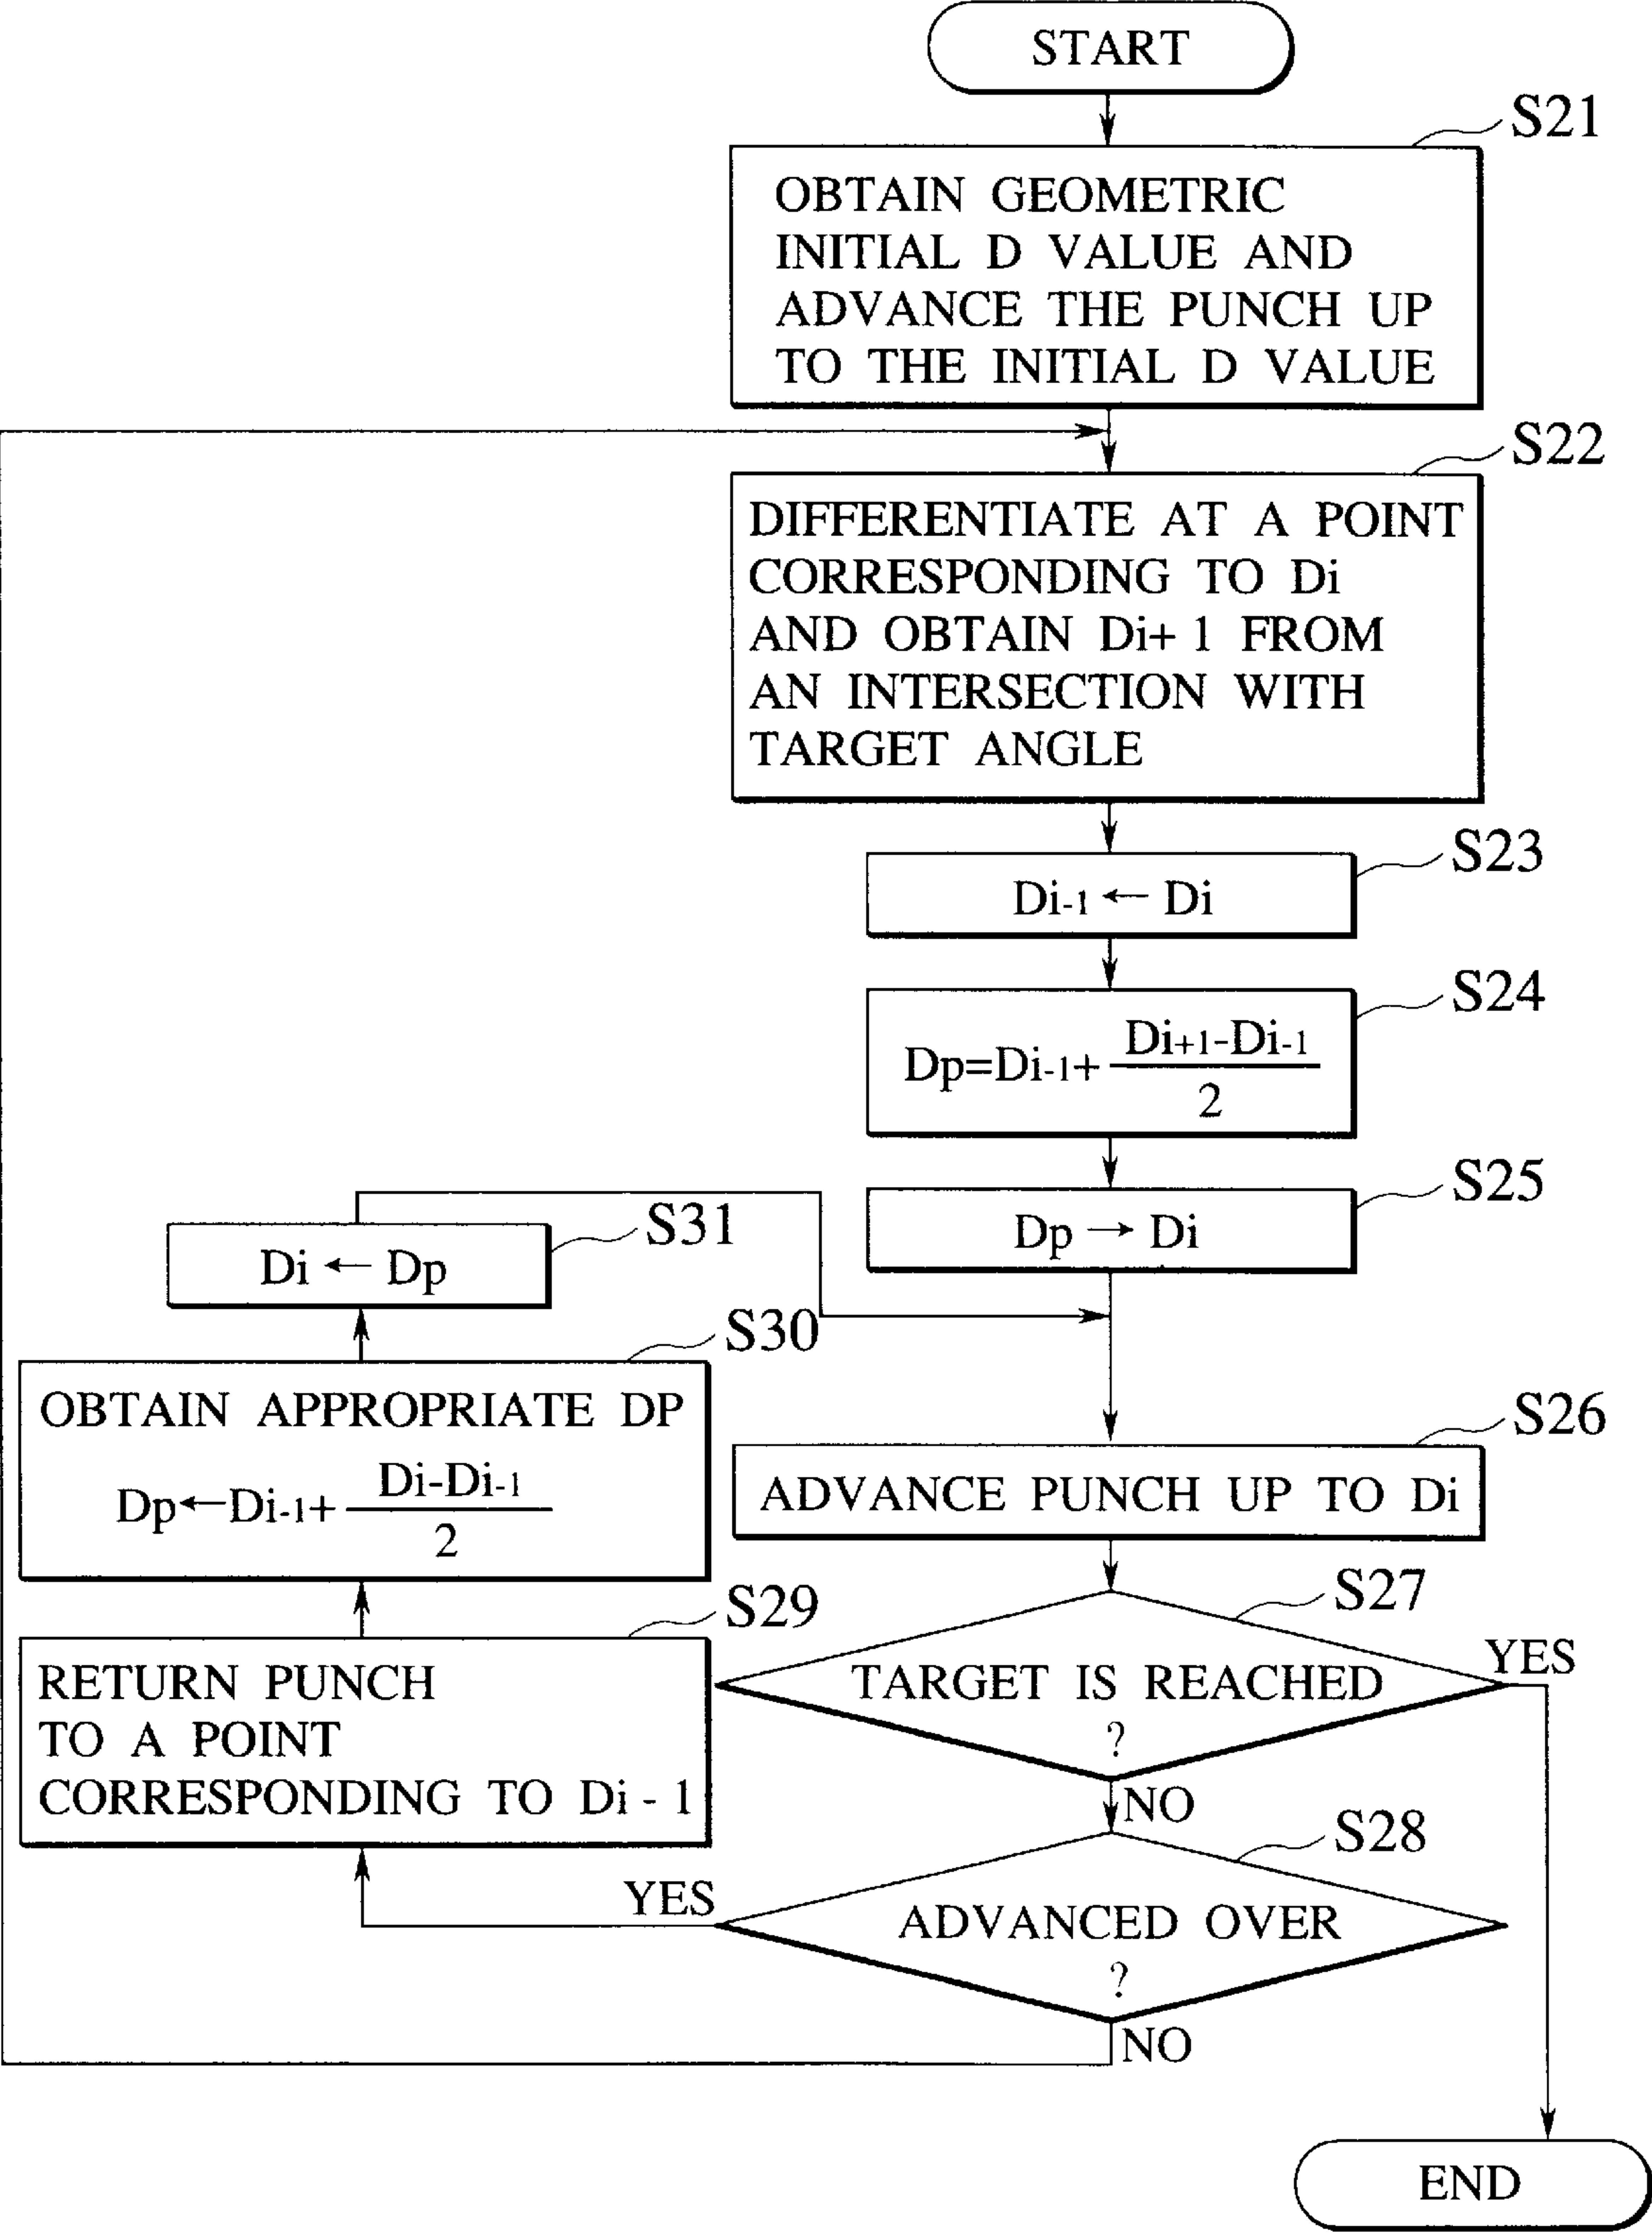 START
S21
OBTAIN GEOMETRIC
INITIAL D VALUE AND
ADVANCE THE PUNCH UP
TO THE INITIAL D VALUE
S22
DIFFERENTIATE AT A POINT
CORRESPONDING TO Di
AND OBTAIN Di+ 1 FROM
AN INTERSECTION WITH
TARGET ANGLE
S23
Di-1 ← Di
S24
Dp=Di-1+ Di+1-Di-1
2
S25
Dp → Di
S31
Di ← Dp
S30
OBTAIN APPROPRIATE DP
Dp←Di-1+ Di-Di-1
2
S26
ADVANCE PUNCH UP TO Di
S29
RETURN PUNCH
TO A POINT
CORRESPONDING TO Di - 1
S27
TARGET IS REACHED
?
YES
NO
S28
ADVANCED OVER
?
YES
NO
END